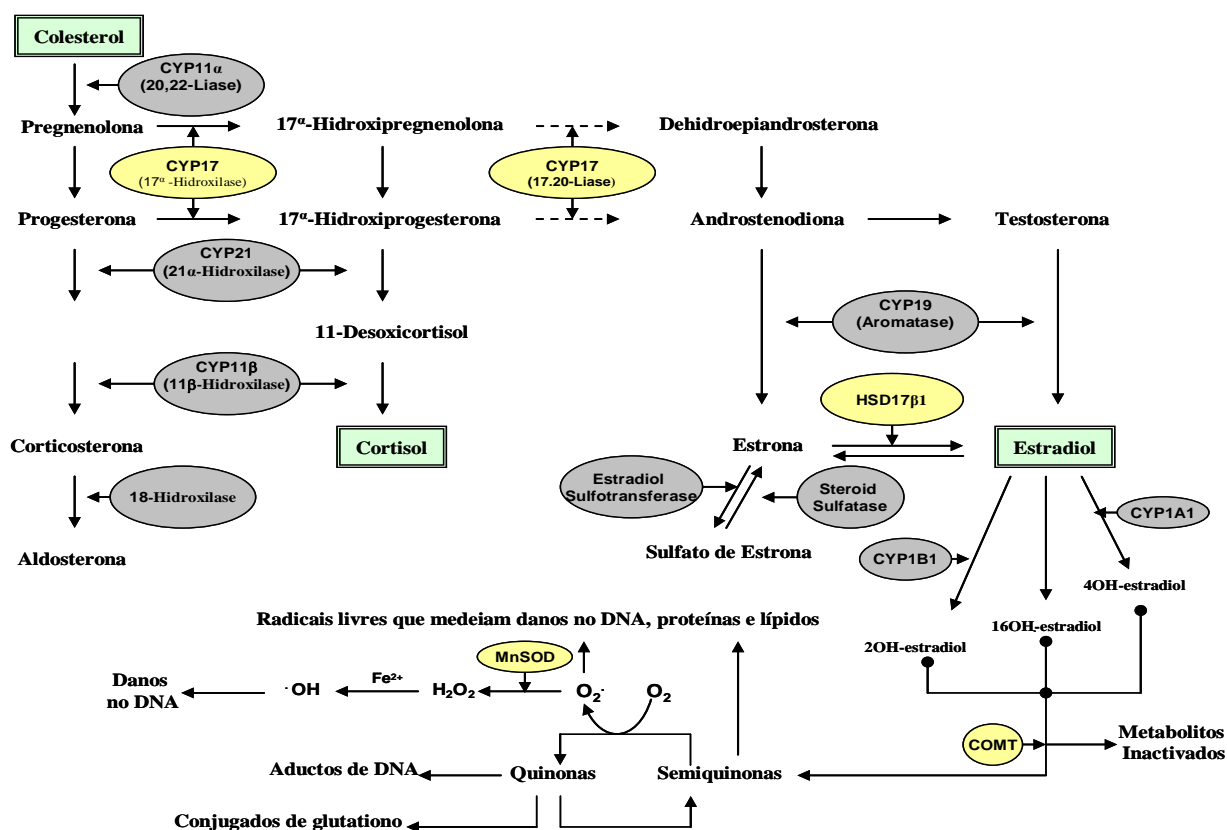 Colesterol
CYP11α
(20,22-Liase)
Pregnenolona
17α-Hidroxipregnenolona
Dehidroepiandrosterona
CYP17
(17α -Hidroxilase)
CYP17
(17.20-Liase)
Progesterona
17α-Hidroxiprogesterona
Androstenodiona
Testosterona
CYP21
(21α-Hidroxilase)
CYP19
(Aromatase)
11-Desoxicortisol
CYP11β
(11β-Hidroxilase)
HSD17β1
Corticosterona
Cortisol
Estrona
Estradiol
18-Hidroxilase
Estradiol
Sulfotransferase
Steroid
Sulfatase
CYP1A1
Aldosterona
Sulfato de Estrona
CYP1B1
4OH-estradiol
Radicais livres que medeiam danos no DNA, proteínas e lípidos
16OH-estradiol
2OH-estradiol
MnSOD
Danos
no DNA
·OH
Fe2+
H2O2
O2·
O2
COMT
Metabolitos
Inactivados
Aductos de DNA
Quinonas
Semiquinonas
Conjugados de glutationo